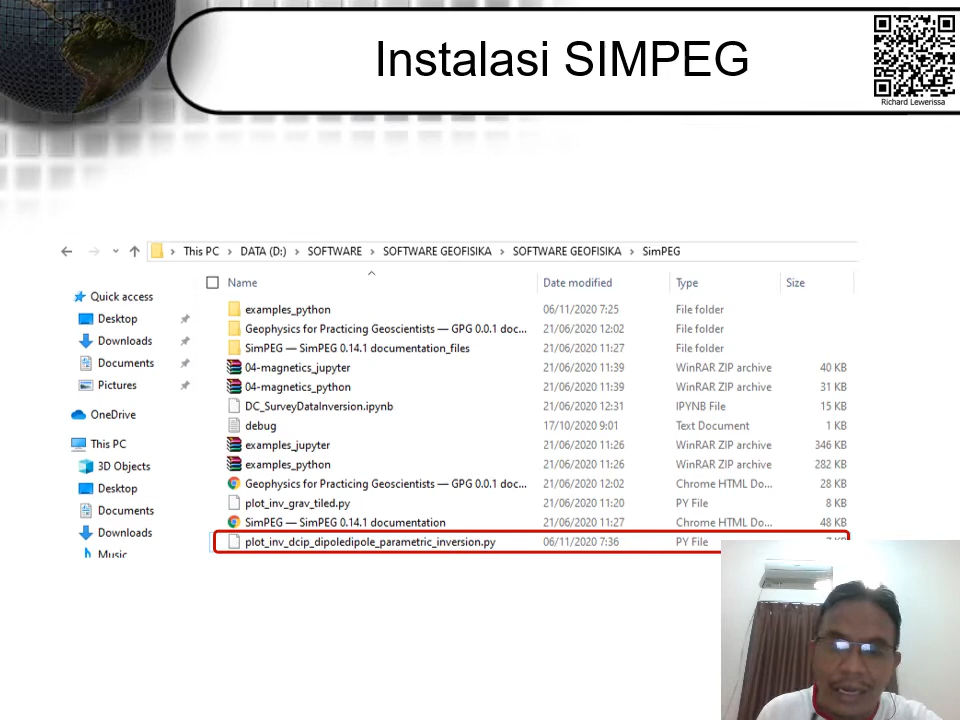 Instalasi SIMPEG
Richard Lewerissa
This PC > DATA (D:) > SOFTWARE > SOFTWARE GEOFISIKA > SOFTWARE GEOFISIKA > SimPEG
Name Date modified Type Size
Quick access
Desktop
Downloads
Documents
Pictures
OneDrive
This PC
3D Objects
Desktop
Documents
Downloads
Music
examples_python 06/11/2020 7:25 File folder
Geophysics for Practicing Geoscientists — GPG 0.0.1 doc... 21/06/2020 12:02 File folder
SimPEG — SimPEG 0.14.1 documentation_files 21/06/2020 11:27 File folder
04-magnetics_jupyter 21/06/2020 11:39 WinRAR ZIP archive 40 KB
04-magnetics_python 21/06/2020 11:39 WinRAR ZIP archive 31 KB
DC_SurveyDataInversion.ipynb 21/06/2020 12:31 IPYNB File 15 KB
debug 17/10/2020 9:01 Text Document 1 KB
examples_jupyter 21/06/2020 11:26 WinRAR ZIP archive 346 KB
examples_python 21/06/2020 11:26 WinRAR ZIP archive 282 KB
Geophysics for Practicing Geoscientists — GPG 0.0.1 doc... 21/06/2020 12:02 Chrome HTML Do... 28 KB
plot_inv_grav_tiled.py 21/06/2020 11:20 PY File 8 KB
SimPEG — SimPEG 0.14.1 documentation 21/06/2020 11:27 Chrome HTML Do... 48 KB
plot_inv_dcip_dipoledipole_parametric_inversion.py 06/11/2020 7:36 PY File